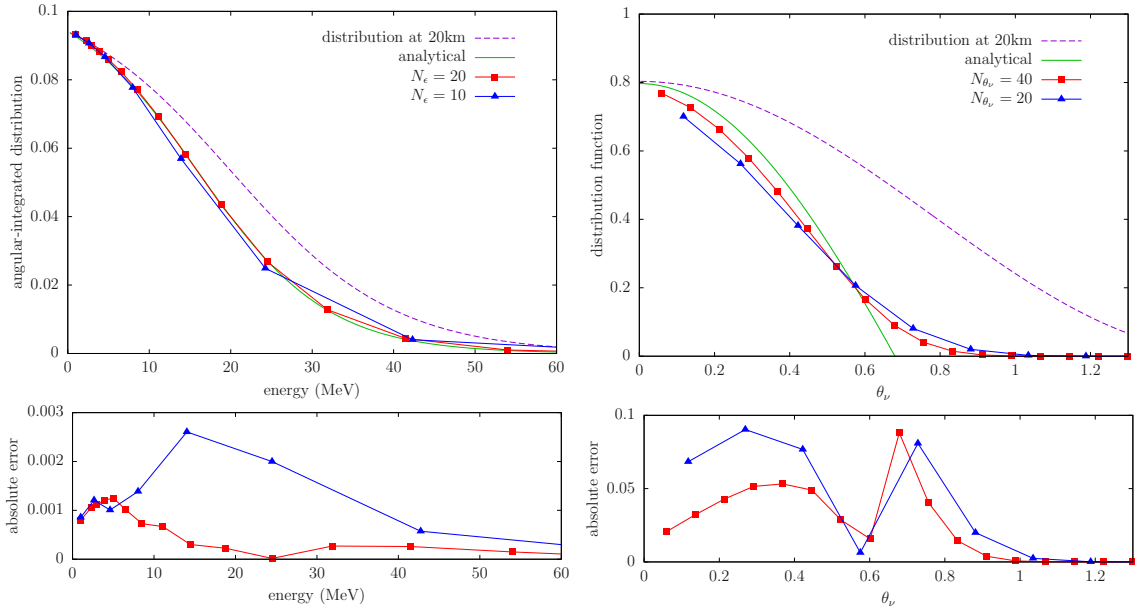 0.1
0.08
0.06
0.04
0.02
0
angular-integrated distribution
distribution at 20km
analytical
Nϵ = 20
Nϵ = 10
0 10 20 30 40 50 60
energy (MeV)
1
0.8
0.6
0.4
0.2
0
distribution function
distribution at 20km
analytical
Nθν = 40
Nθν = 20
0 0.2 0.4 0.6 0.8 1 1.2
θν
0.003
0.002
0.001
0
absolute error
0 10 20 30 40 50 60
energy (MeV)
0.1
0.05
0
absolute error
0 0.2 0.4 0.6 0.8 1 1.2
θν